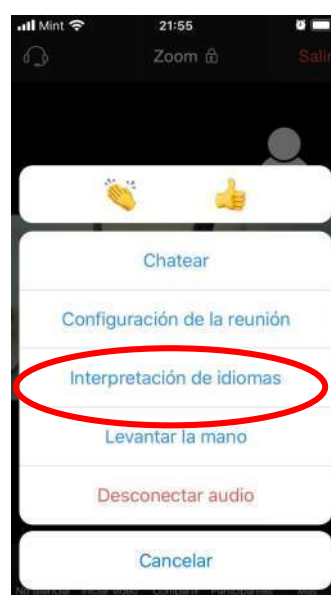 Mint 21:55
Zoom Salir
Chatear
Configuración de la reunión
Interpretación de idiomas
Levantar la mano
Desconectar audio
Cancelar